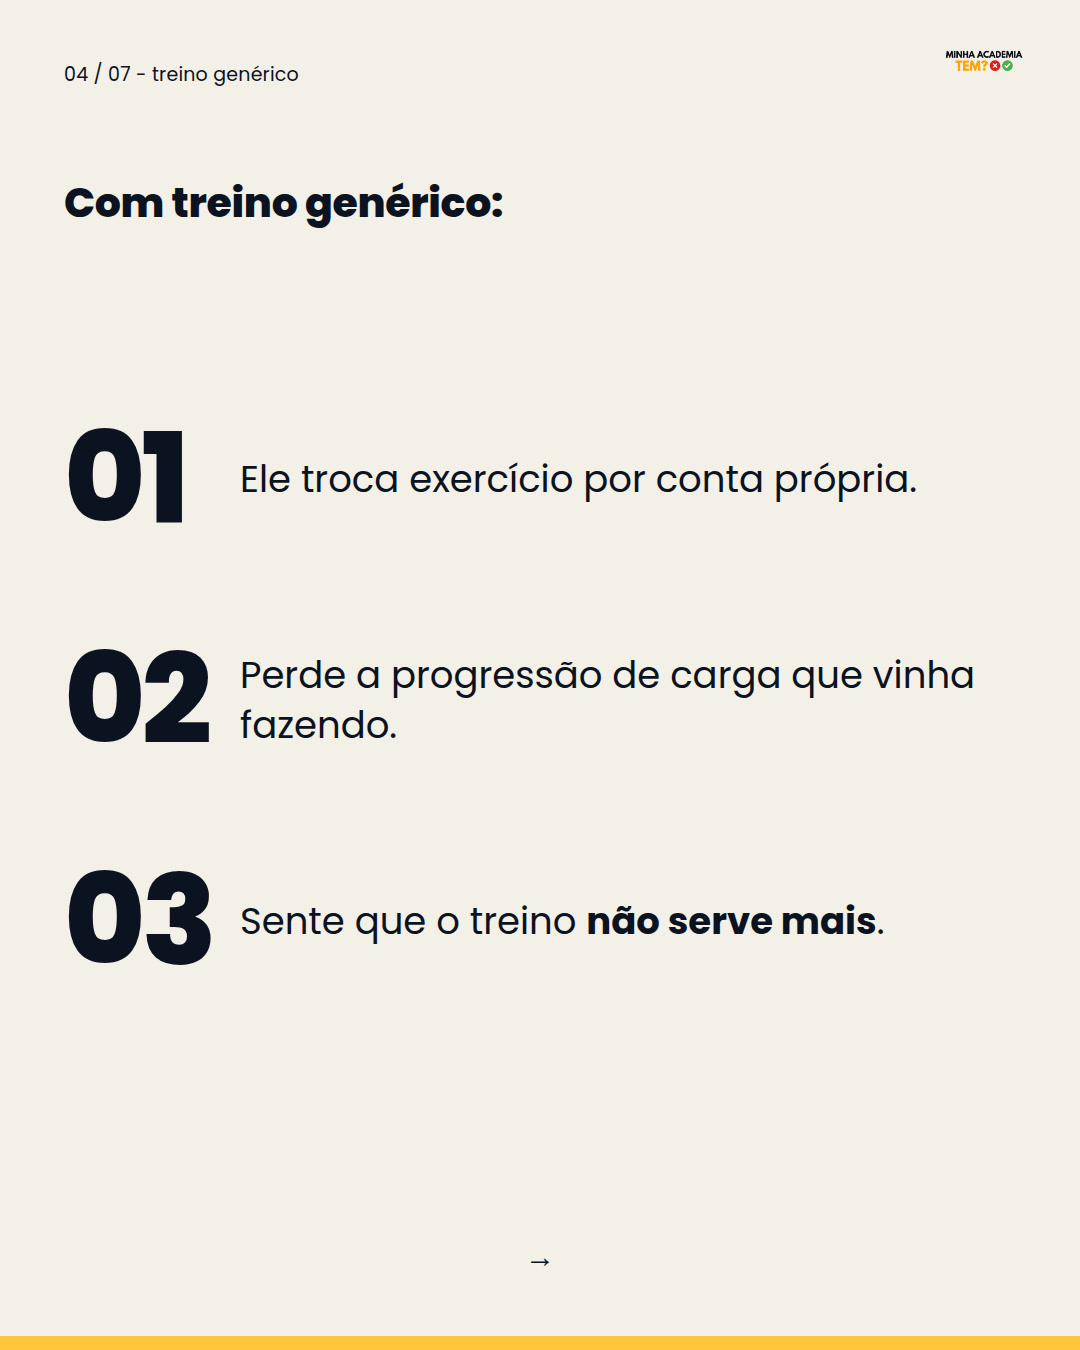 04 / 07 - treino genérico
MINHA ACADEMIA
TEM?
Com treino genérico:
01
Ele troca exercício por conta própria.
02
Perde a progressão de carga que vinha
fazendo.
03
Sente que o treino não serve mais.
→